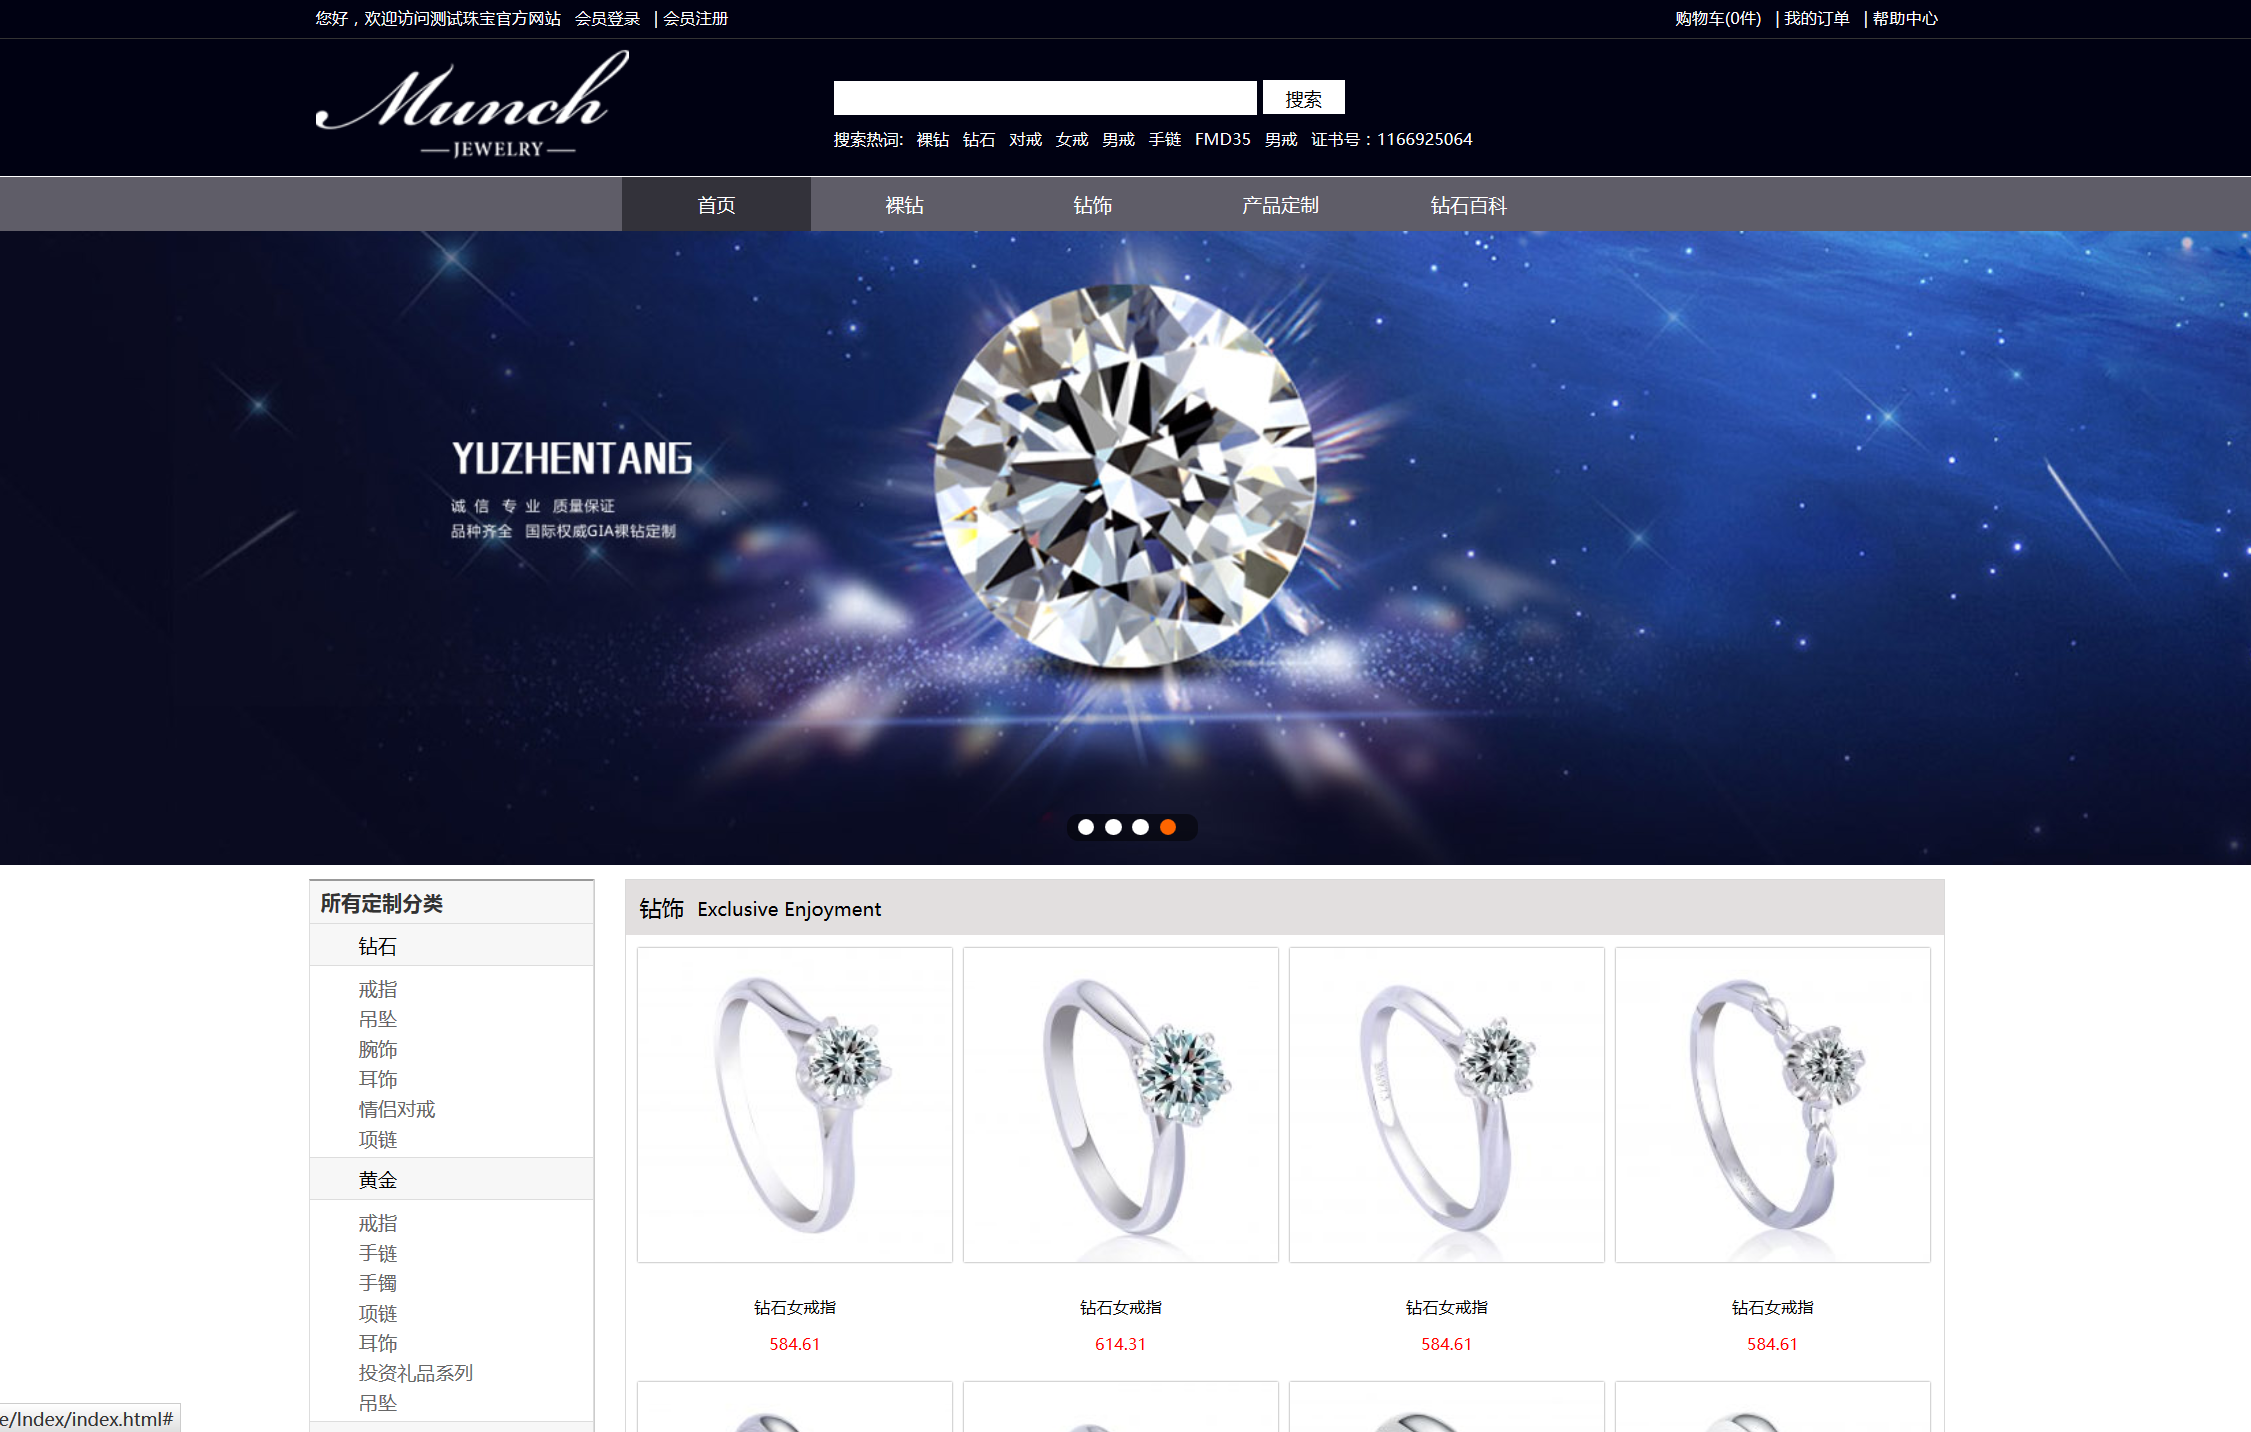 您好，欢迎访问测试珠宝官方网站 会员登录 | 会员注册
购物车(0件) | 我的订单 | 帮助中心
Munch
JEWELRY
搜索
搜索热词: 裸钻 钻石 对戒 女戒 男戒 手链 FMD35 男戒 证书号：1166925064
首页 裸钻 钻饰 产品定制 钻石百科
YUZHENTANG
诚 信 专 业 质量保证
品种齐全 国际权威GIA裸钻定制
所有定制分类
钻石
戒指
吊坠
腕饰
耳饰
情侣对戒
项链
黄金
戒指
手链
手镯
项链
耳饰
投资礼品系列
吊坠
钻饰 Exclusive Enjoyment
钻石女戒指 钻石女戒指 钻石女戒指 钻石女戒指
584.61 614.31 584.61 584.61
e/Index/index.html#